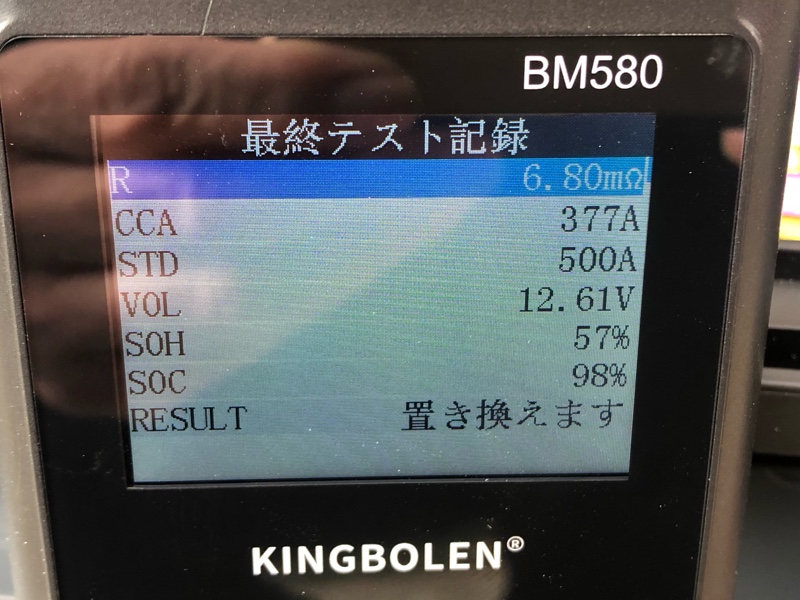 BM580
最終テスト記録
R 6.80mΩ
CCA 377A
STD 500A
VOL 12.61V
SOH 57%
SOC 98%
RESULT 置き換えます
KINGBOLEN®